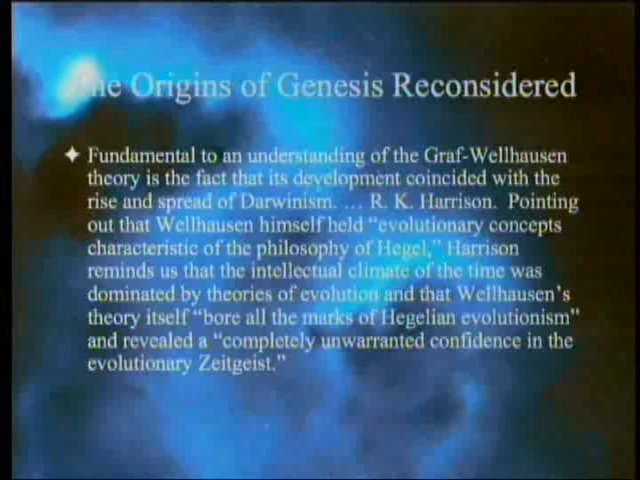 The Origins of Genesis Reconsidered
Fundamental to an understanding of the Graf-Wellhausen
theory is the fact that its development coincided with the
rise and spread of Darwinism. ... R. K. Harrison. Pointing
out that Wellhausen himself held “evolutionary concepts
characteristic of the philosophy of Hegel,” Harrison
reminds us that the intellectual climate of the time was
dominated by theories of evolution and that Wellhausen’s
theory itself “bore all the marks of Hegelian evolutionism”
and revealed a “completely unwarranted confidence in the
evolutionary Zeitgeist.”